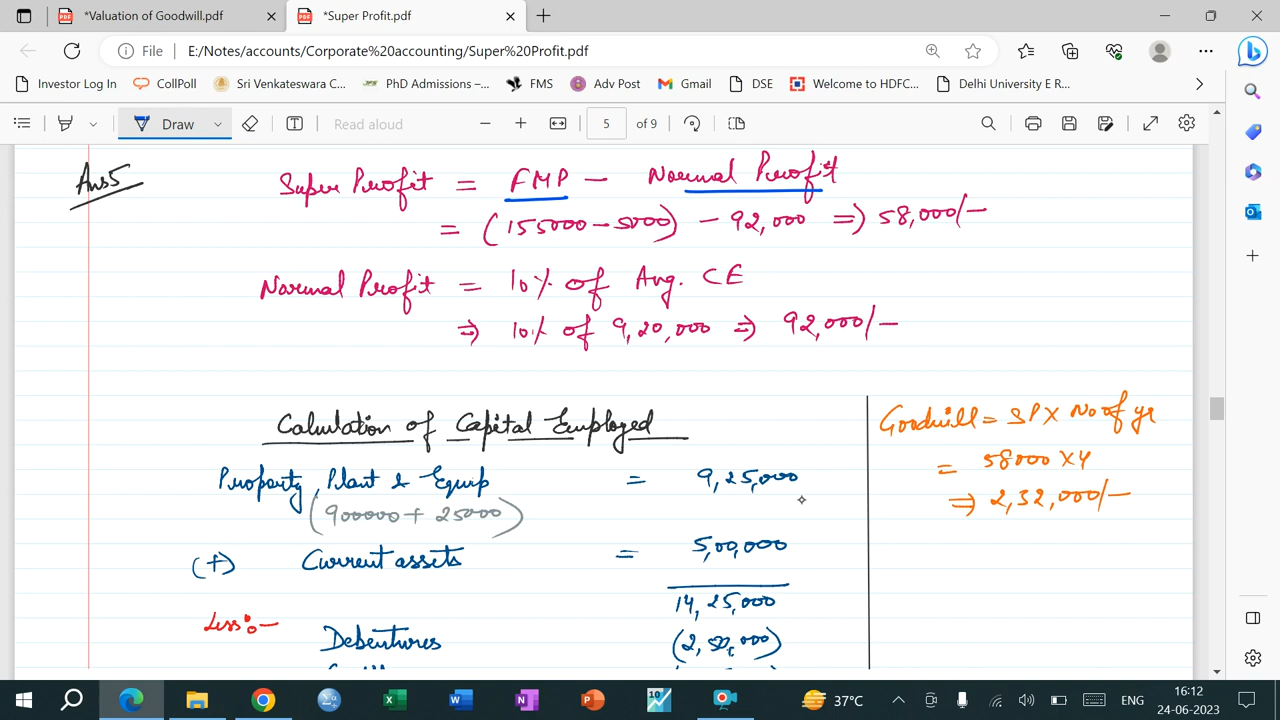 *Valuation of Goodwill.pdf
*Super Profit.pdf
File
E:/Notes/accounts/Corporate%20accounting/Super%20Profit.pdf
Investor Log In
CollPoll
Sri Venkateswara C...
PhD Admissions –...
FMS
Adv Post
Gmail
DSE
Welcome to HDFC...
Delhi University E R...
Draw
Read aloud
5
of 9
Ans5
Super Profit = FMP – Normal Profit
= (155000 – 5000) – 92,000 ⇒ 58,000/–
Normal Profit = 10% of Avg. CE
⇒ 10% of 9,20,000 ⇒ 92,000/–
Calculation of Capital Employed
Property, Plant & Equip = 9,25,000
(900000 + 25000)
(+) Current assets = 5,00,000
14,25,000
Less:–
Debentures (2,50,000)
Goodwill = SP X No of yr
= 58000 X 4
⇒ 2,32,000/–
37°C
ENG
16:12
24-06-2023